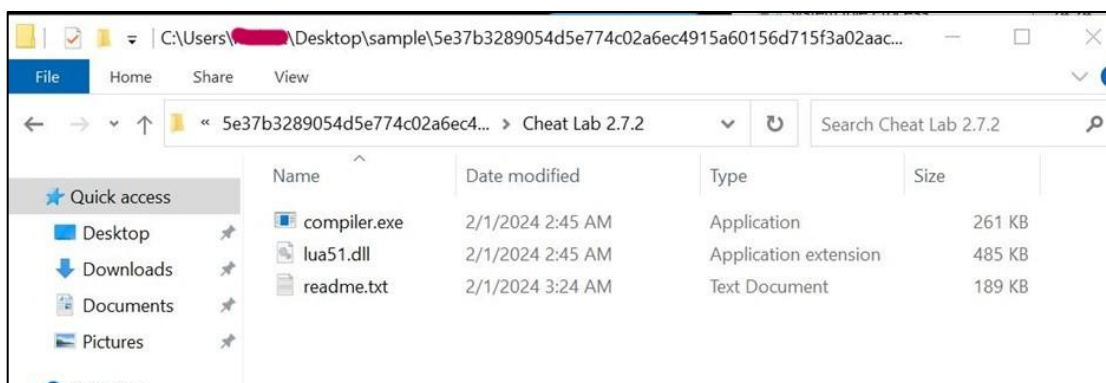 C:\Users\ \Desktop\sample\5e37b3289054d5e774c02a6ec4915a60156d715f3a02aac...
File Home Share View
« 5e37b3289054d5e774c02a6ec4... > Cheat Lab 2.7.2 Search Cheat Lab 2.7.2
Name Date modified Type Size
Quick access
compiler.exe 2/1/2024 2:45 AM Application 261 KB
Desktop
lua51.dll 2/1/2024 2:45 AM Application extension 485 KB
Downloads
readme.txt 2/1/2024 3:24 AM Text Document 189 KB
Documents
Pictures